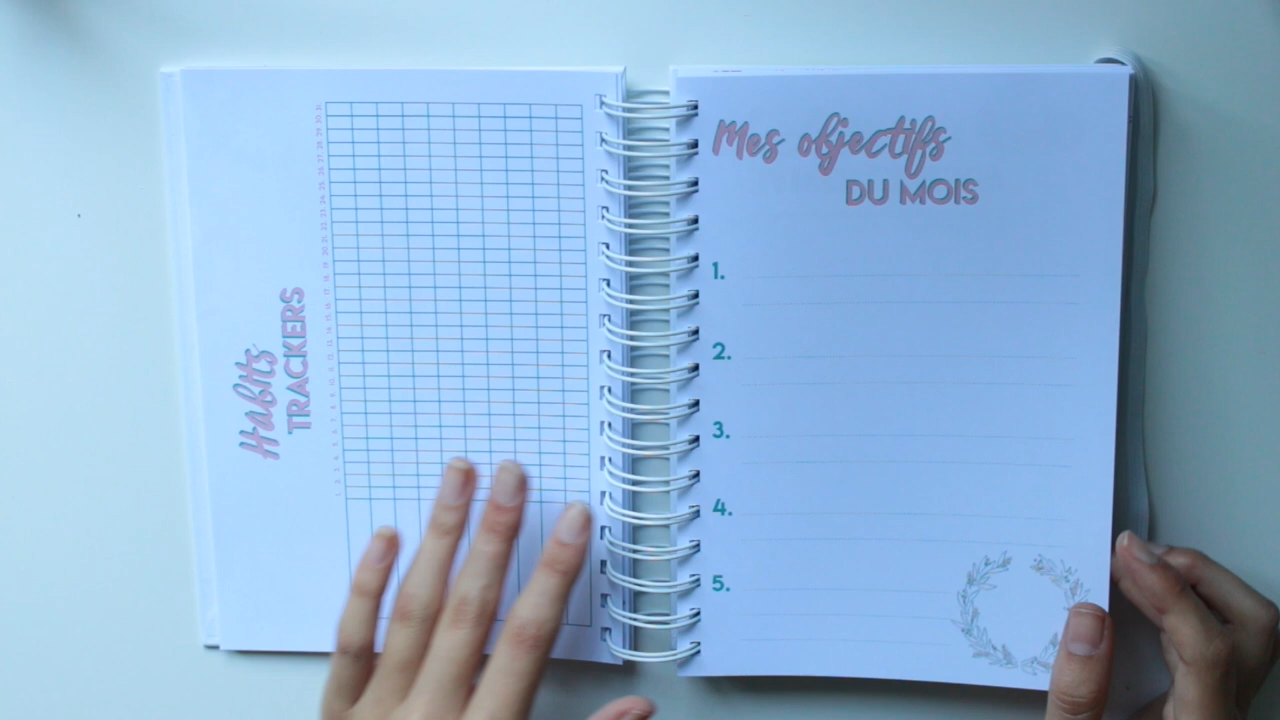 Habits
TRACKERS
Mes objectifs
DU MOIS
1.
2.
3.
4.
5.